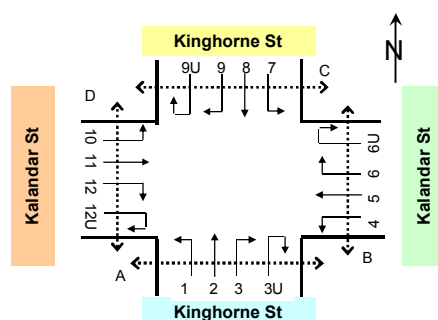 Kinghorne St
N
D
9U 9 8 7
C
Kalandar St
10
11
12
12U
6U
6
5
4
Kalandar St
A
B
1 2 3 3U
Kinghorne St